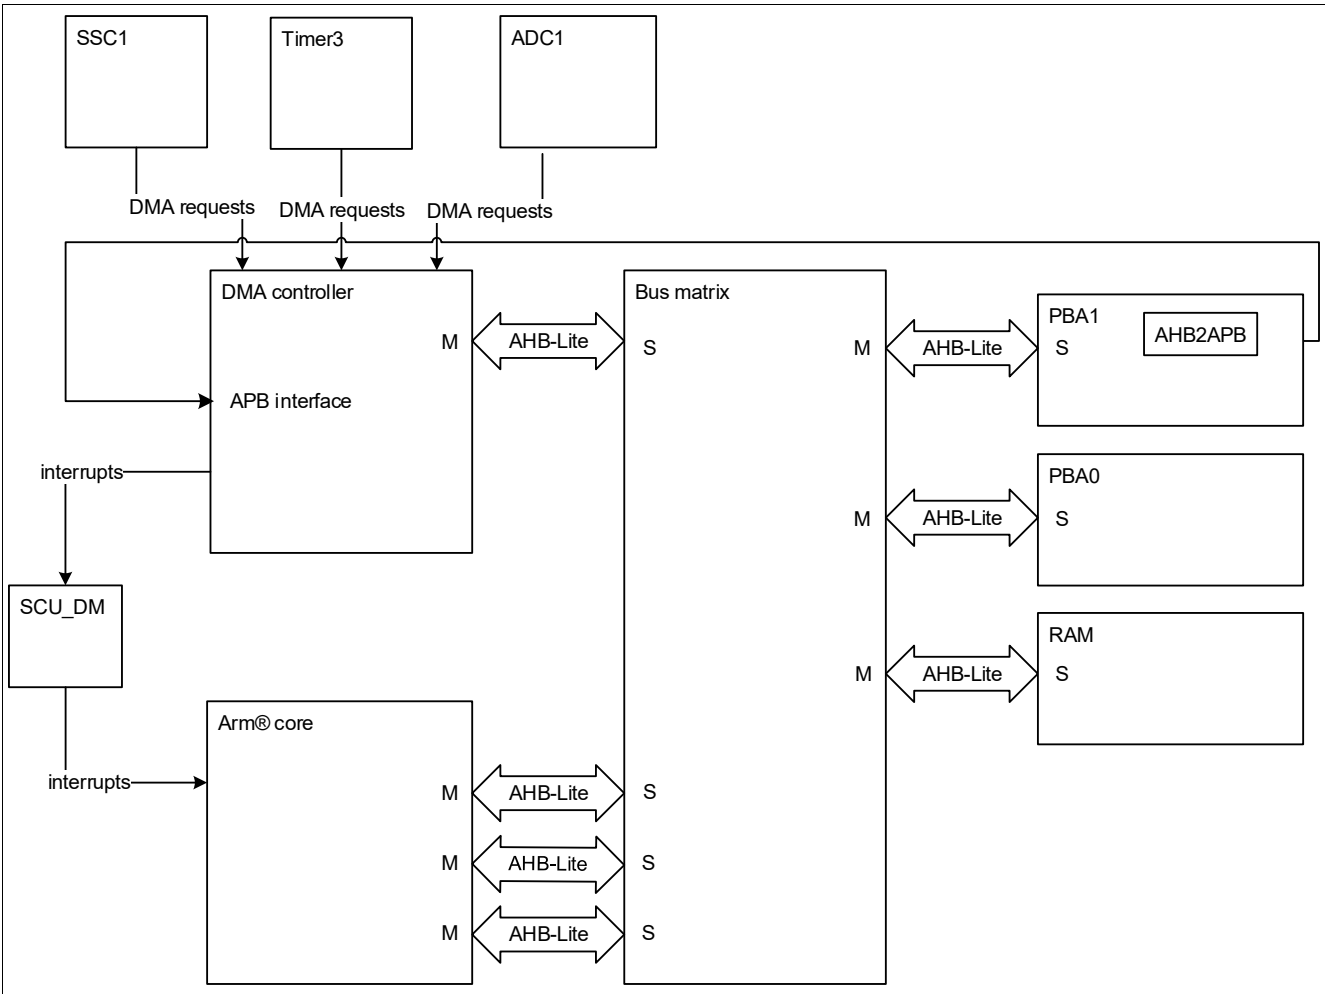 SSC1
Timer3
ADC1
DMA requests
DMA requests
DMA requests
DMA controller
M
APB interface
AHB-Lite
Bus matrix
S
M
AHB-Lite
PBA1
S
AHB2APB
interrupts
M
AHB-Lite
PBA0
S
SCU_DM
M
AHB-Lite
RAM
S
interrupts
Arm® core
M
AHB-Lite
S
M
AHB-Lite
S
M
AHB-Lite
S